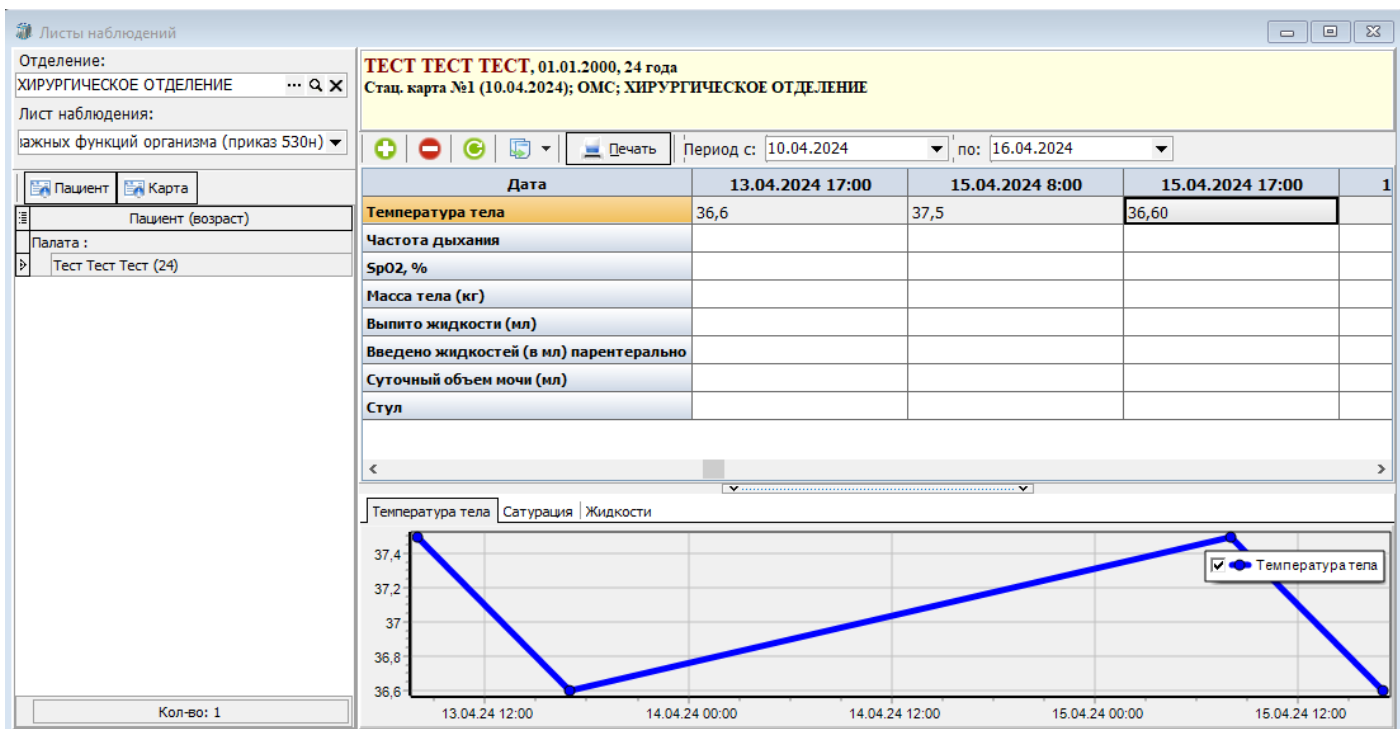 Листы наблюдений
Отделение:
ХИРУРГИЧЕСКОЕ ОТДЕЛЕНИЕ
Лист наблюдения:
важных функций организма (приказ 530н)
Пациент Карта
Пациент (возраст)
Палата :
Тест Тест Тест (24)
Кол-во: 1
ТЕСТ ТЕСТ ТЕСТ, 01.01.2000, 24 года
Стац. карта №1 (10.04.2024); ОМС; ХИРУРГИЧЕСКОЕ ОТДЕЛЕНИЕ
Печать Период с: 10.04.2024 по: 16.04.2024
Дата 13.04.2024 17:00 15.04.2024 8:00 15.04.2024 17:00 1
Температура тела 36,6 37,5 36,60
Частота дыхания
SpO2, %
Масса тела (кг)
Выпито жидкости (мл)
Введено жидкостей (в мл) парентерально
Суточный объем мочи (мл)
Стул
Температура тела Сатурация Жидкости
37,4
37,2
37
36,8
36,6
Температура тела
13.04.24 12:00 14.04.24 00:00 14.04.24 12:00 15.04.24 00:00 15.04.24 12:00